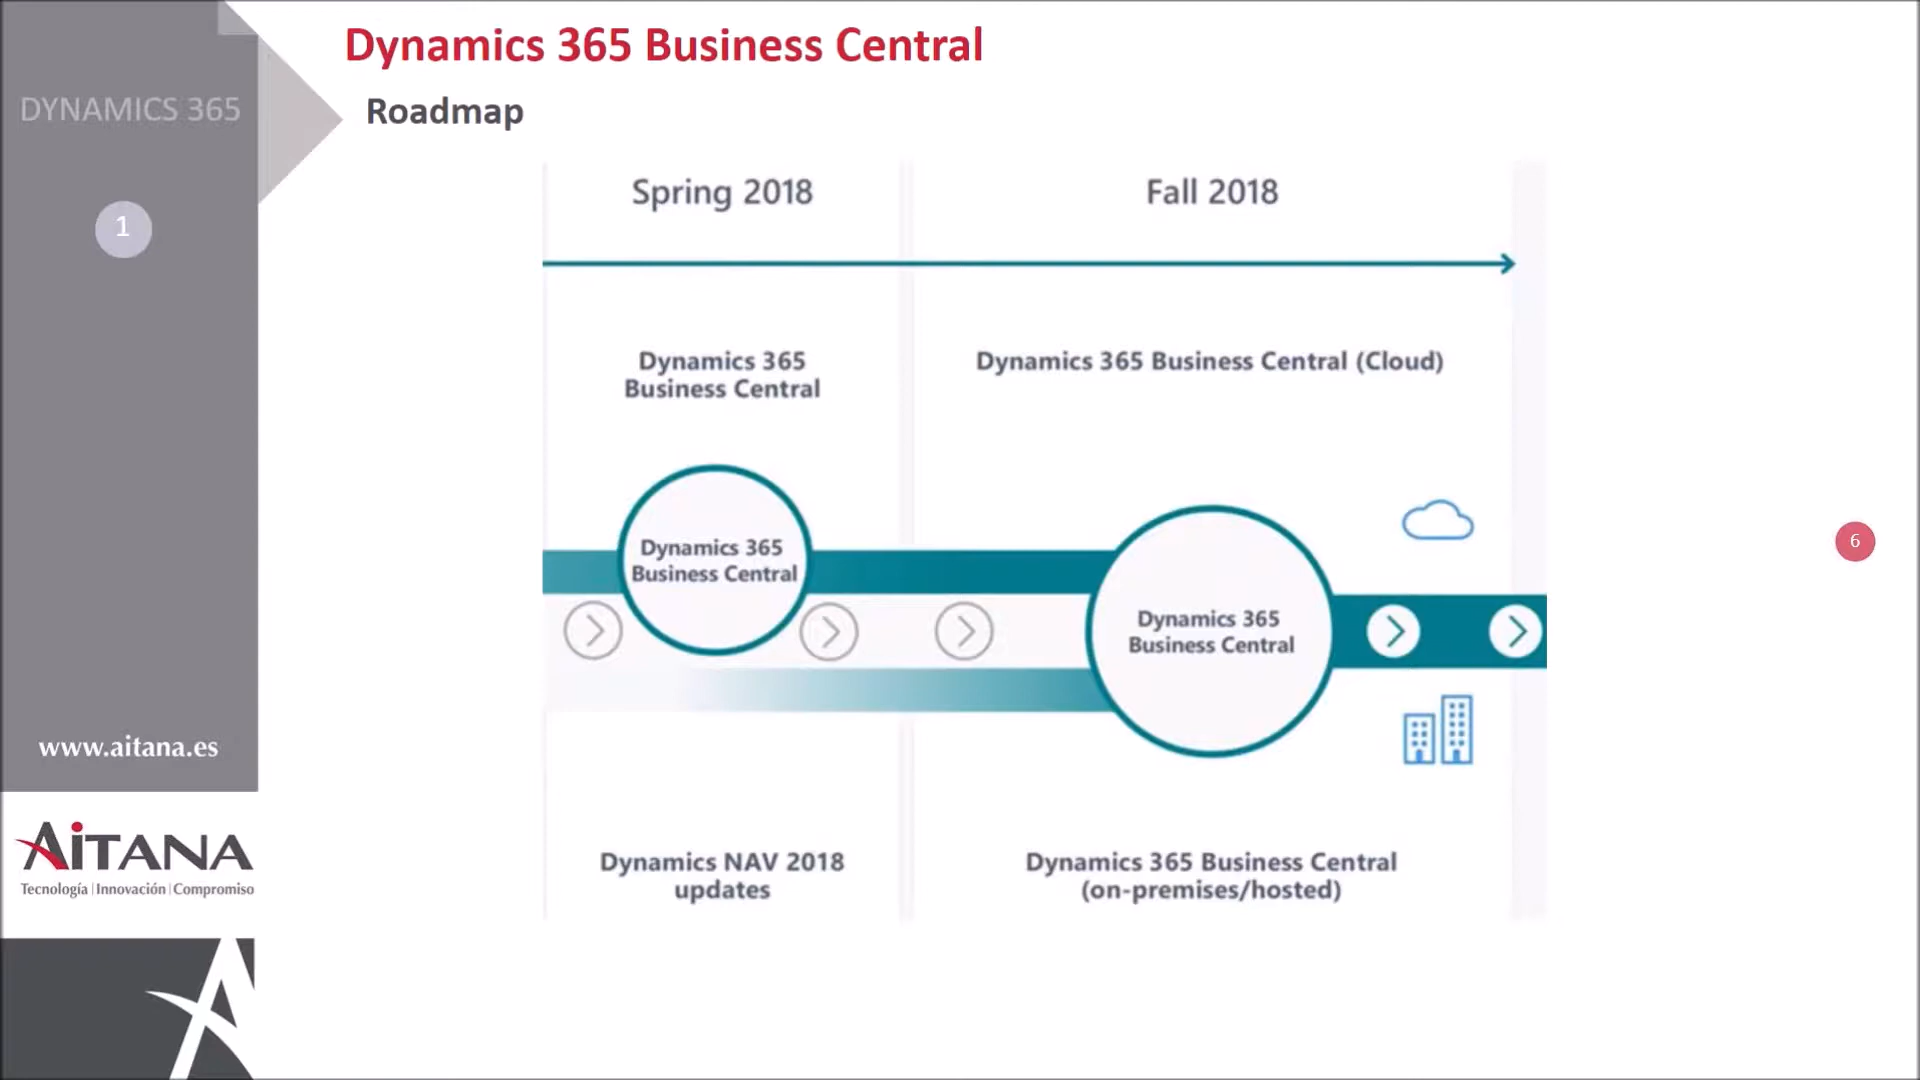 Dynamics 365 Business Central
Roadmap
DYNAMICS 365
1
Spring 2018
Fall 2018
Dynamics 365
Business Central
Dynamics 365 Business Central (Cloud)
Dynamics 365
Business Central
Dynamics 365
Business Central
6
Dynamics NAV 2018
updates
Dynamics 365 Business Central
(on-premises/hosted)
www.aitana.es
AiTANA
Tecnología | Innovación | Compromiso